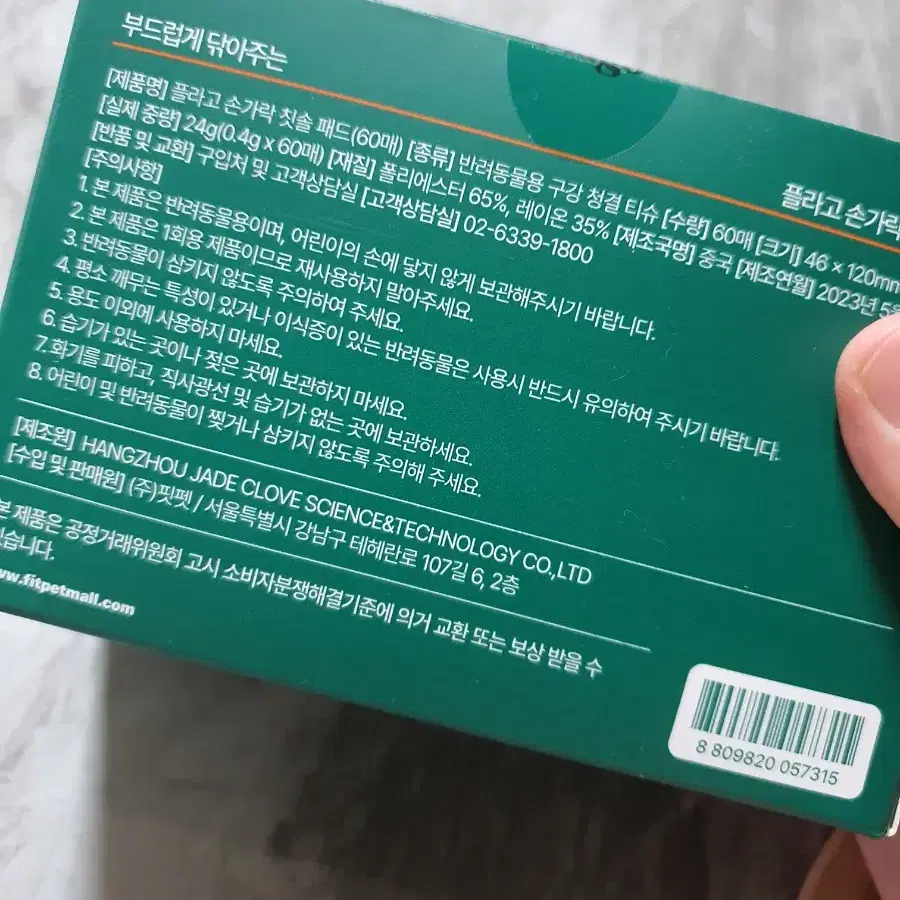 부드럽게 닦아주는
플라고 손가락
[제품명] 플라고 손가락 칫솔 패드(60매) [종류] 반려동물용 구강 청결 티슈 [수량] 60매 [크기] 46 × 120mm
[실제 중량] 24g(0.4g x 60매) [재질] 폴리에스터 65%, 레이온 35% [제조국명] 중국 [제조연월] 2023년 5월
[반품 및 교환] 구입처 및 고객상담실 [고객상담실] 02-6339-1800
[주의사항]
1. 본 제품은 반려동물용이며, 어린이의 손에 닿지 않게 보관해주시기 바랍니다.
2. 본 제품은 1회용 제품이므로 재사용하지 말아주세요.
3. 반려동물이 삼키지 않도록 주의하여 주세요.
4. 평소 깨무는 특성이 있거나 이식증이 있는 반려동물은 사용시 반드시 유의하여 주시기 바랍니다.
5. 용도 이외에 사용하지 마세요.
6. 습기가 있는 곳이나 젖은 곳에 보관하지 마세요.
7. 화기를 피하고, 직사광선 및 습기가 없는 곳에 보관하세요.
8. 어린이 및 반려동물이 찢거나 삼키지 않도록 주의해 주세요.
[제조원] HANGZHOU JADE CLOVE SCIENCE&TECHNOLOGY CO.,LTD
[수입 및 판매원] (주)핏펫 / 서울특별시 강남구 테헤란로 107길 6, 2층
본 제품은 공정거래위원회 고시 소비자분쟁해결기준에 의거 교환 또는 보상 받을 수
있습니다.
www.fitpetmall.com
8 809820 057315